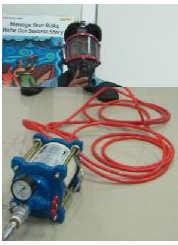 Manage Your Risks,
Write Our Success Story